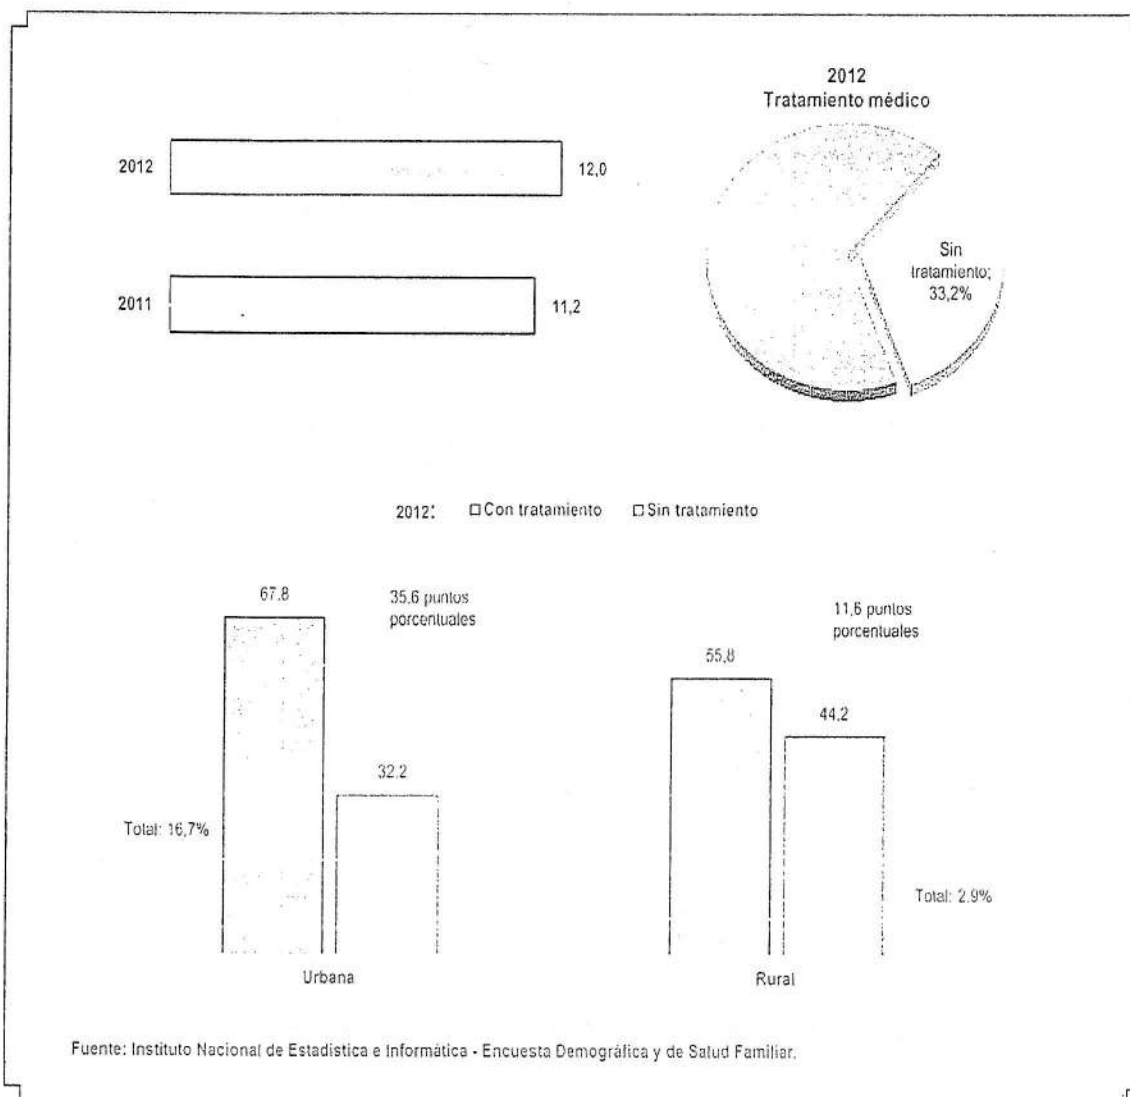 2012
Tratamiento médico
2012
12,0
2011
11,2
Sin
tratamiento;
33,2%
2012: Con tratamiento Sin tratamiento
67.8
35,6 puntos
porcentuales
32.2
Total: 16,7%
Urbana
11,6 puntos
porcentuales
55,8
44.2
Total: 2.9%
Rural
Fuente: Instituto Nacional de Estadística e Informática - Encuesta Demográfica y de Salud Familiar.